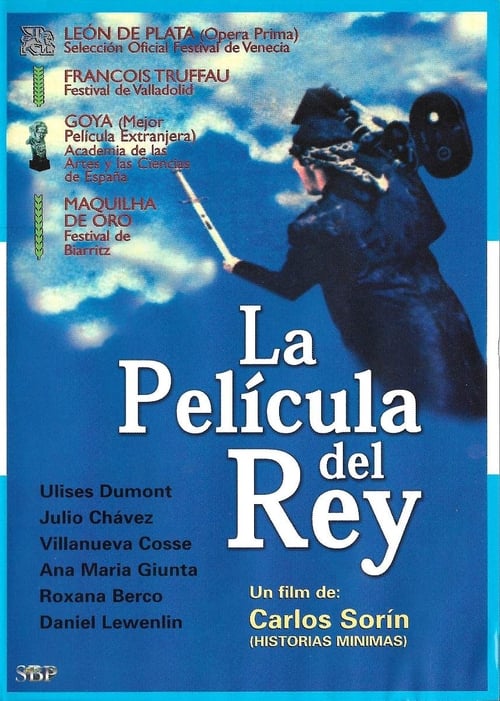 LEÓN DE PLATA (Opera Prima)
Selección Oficial Festival de Venecia
FRANCOIS TRUFFAU
Festival de Valladolid
GOYA (Mejor
Película Extranjera)
Academia de las
Artes y las Ciencias
de España
MAQUILHA
DE ORO
Festival de
Biarritz
La
Película
del
Rey
Ulises Dumont
Julio Chávez
Villanueva Cosse
Ana Maria Giunta
Roxana Berco
Daniel Lewenlin
Un film de:
Carlos Sorín
(HISTORIAS MINIMAS)
SBP